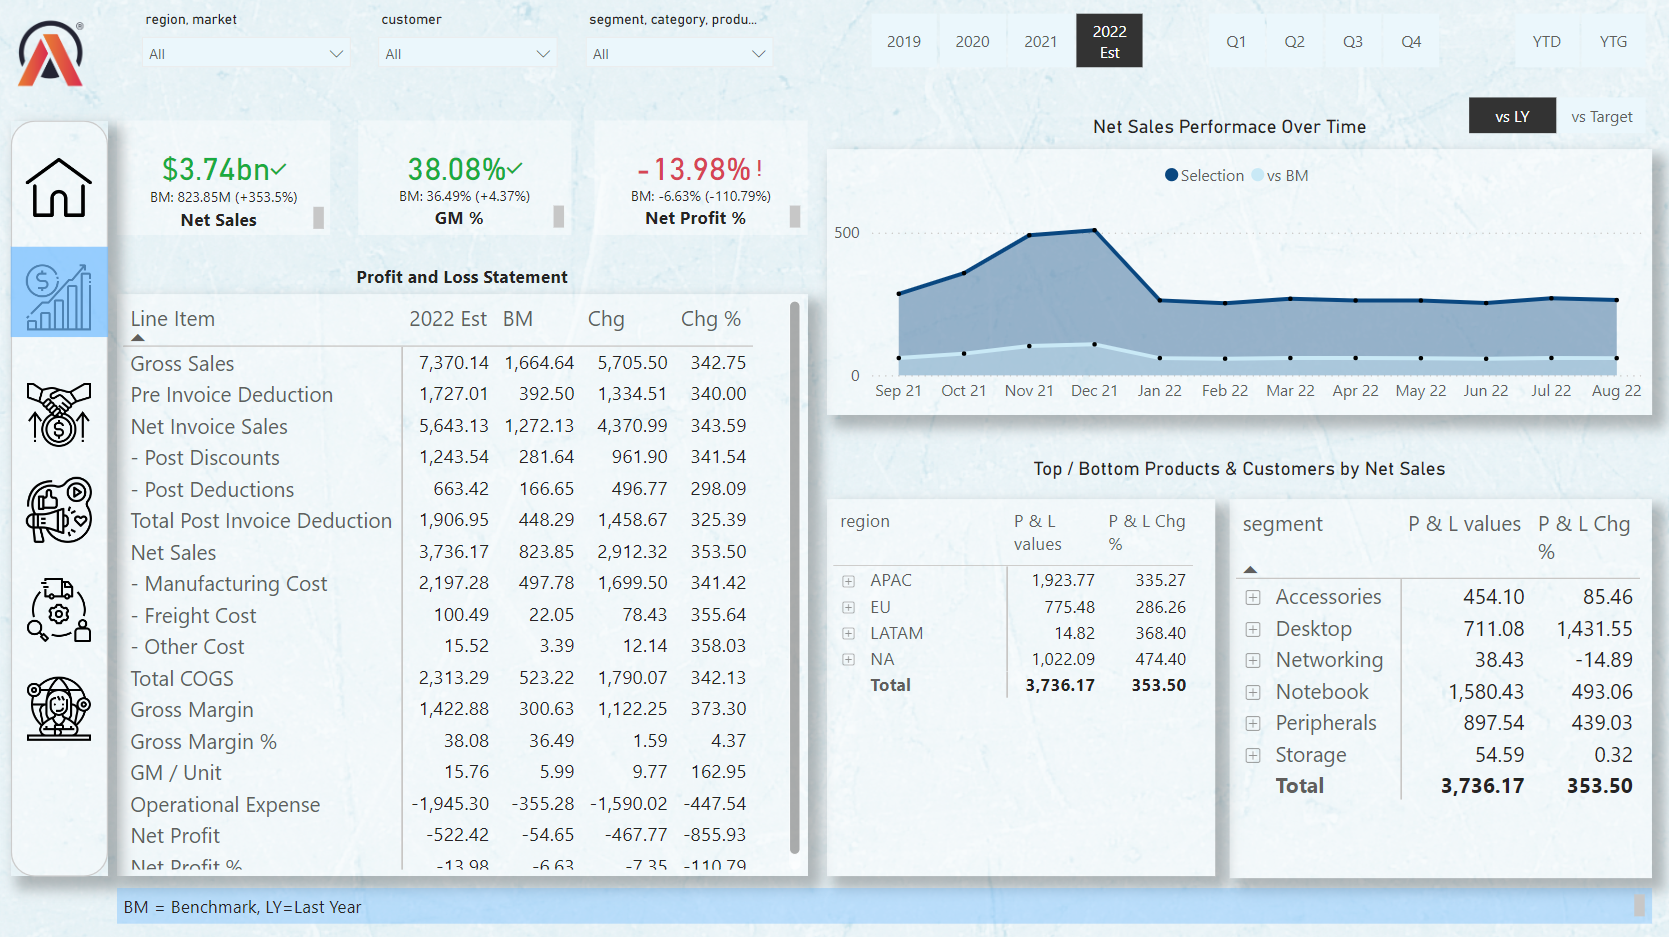 region, market
customer
segment, category, produ...
All
All
All
2019
2020
2021
2022
Est
Q1
Q2
Q3
Q4
YTD
YTG
vs LY
vs Target
$3.74bn
BM: 823.85M (+353.5%)
Net Sales
38.08%
BM: 36.49% (+4.37%)
GM %
-13.98% !
BM: -6.63% (-110.79%)
Net Profit %
Net Sales Performace Over Time
Selection
vs BM
500
0
Sep 21 Oct 21 Nov 21 Dec 21 Jan 22 Feb 22 Mar 22 Apr 22 May 22 Jun 22 Jul 22 Aug 22
Profit and Loss Statement
Line Item 2022 Est BM Chg Chg %
Gross Sales 7,370.14 1,664.64 5,705.50 342.75
Pre Invoice Deduction 1,727.01 392.50 1,334.51 340.00
Net Invoice Sales 5,643.13 1,272.13 4,370.99 343.59
- Post Discounts 1,243.54 281.64 961.90 341.54
- Post Deductions 663.42 166.65 496.77 298.09
Total Post Invoice Deduction 1,906.95 448.29 1,458.67 325.39
Net Sales 3,736.17 823.85 2,912.32 353.50
- Manufacturing Cost 2,197.28 497.78 1,699.50 341.42
- Freight Cost 100.49 22.05 78.43 355.64
- Other Cost 15.52 3.39 12.14 358.03
Total COGS 2,313.29 523.22 1,790.07 342.13
Gross Margin 1,422.88 300.63 1,122.25 373.30
Gross Margin % 38.08 36.49 1.59 4.37
GM / Unit 15.76 5.99 9.77 162.95
Operational Expense -1,945.30 -355.28 -1,590.02 -447.54
Net Profit -522.42 -54.65 -467.77 -855.93
Net Profit % -13.98 -6.63 -7.35 -110.79
Top / Bottom Products & Customers by Net Sales
region P & L values P & L Chg %
APAC 1,923.77 335.27
EU 775.48 286.26
LATAM 14.82 368.40
NA 1,022.09 474.40
Total 3,736.17 353.50
segment P & L values P & L Chg %
Accessories 454.10 85.46
Desktop 711.08 1,431.55
Networking 38.43 -14.89
Notebook 1,580.43 493.06
Peripherals 897.54 439.03
Storage 54.59 0.32
Total 3,736.17 353.50
BM = Benchmark, LY=Last Year